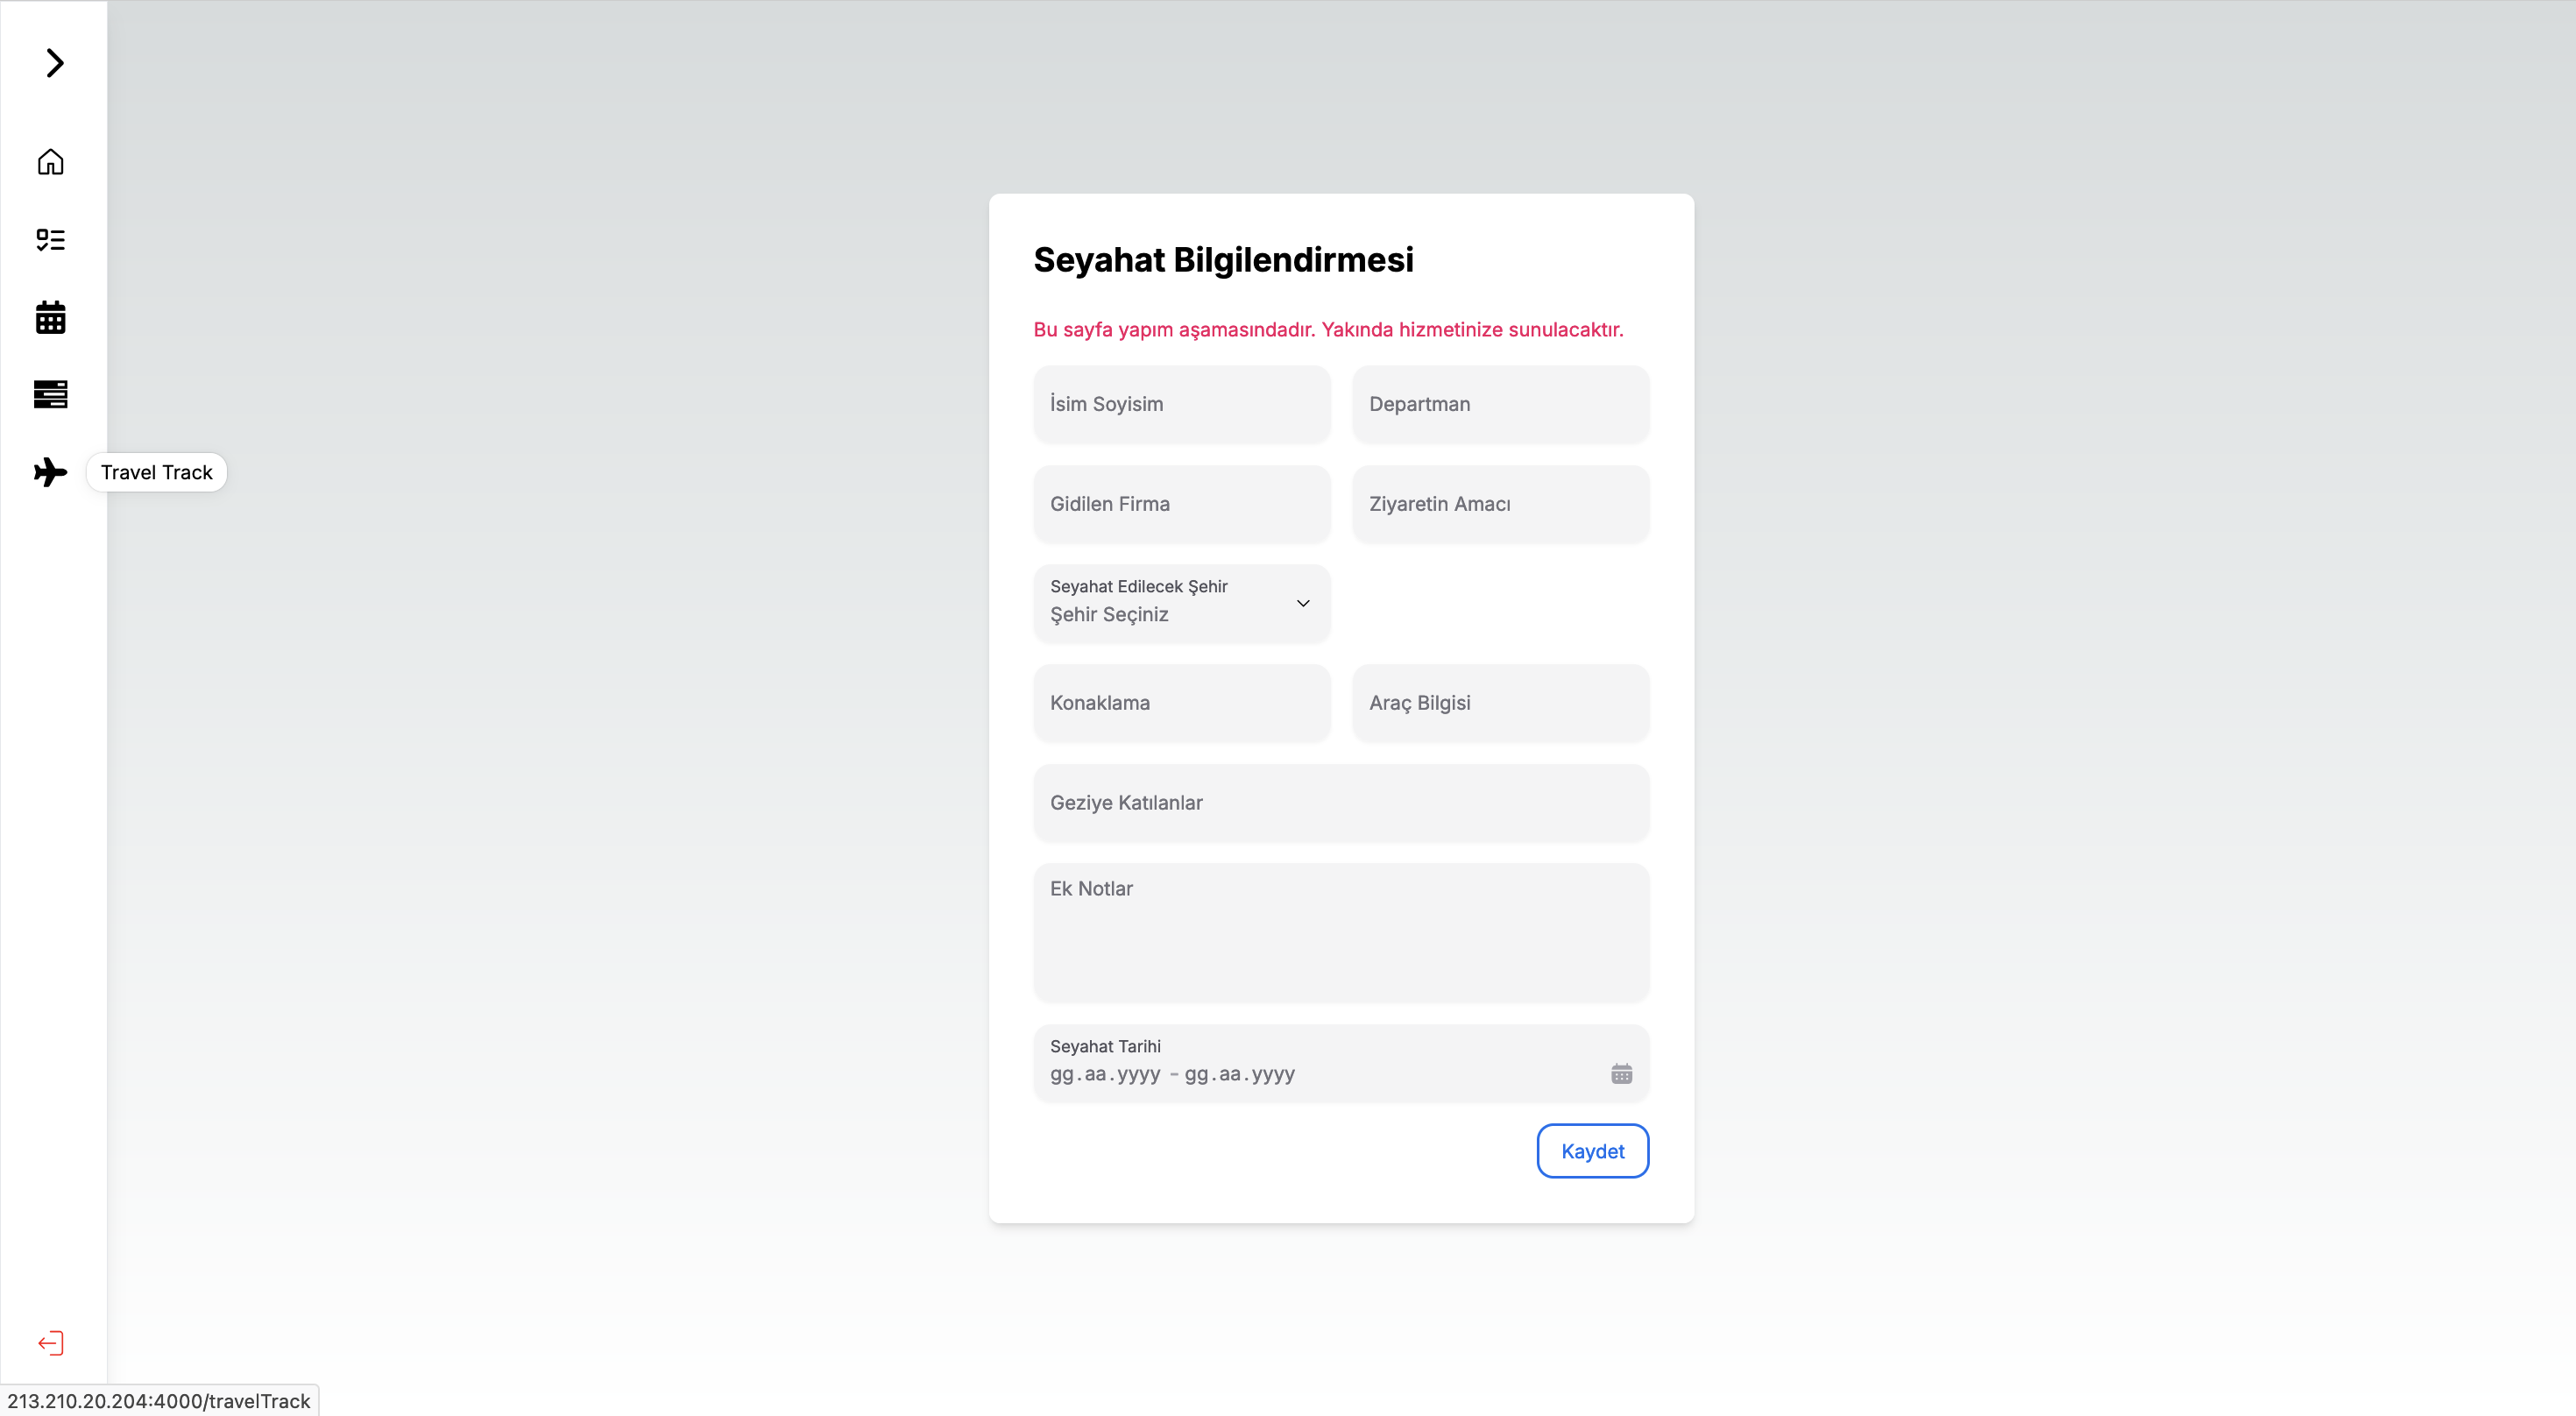 Seyahat Bilgilendirmesi
Bu sayfa yapım aşamasındadır. Yakında hizmetinize sunulacaktır.
İsim Soyisim
Departman
Travel Track
Gidilen Firma
Ziyaretin Amacı
Seyahat Edilecek Şehir
Şehir Seçiniz
Konaklama
Araç Bilgisi
Geziye Katılanlar
Ek Notlar
Seyahat Tarihi
gg.aa.yyyy - gg.aa.yyyy
Kaydet
213.210.20.204:4000/travelTrack